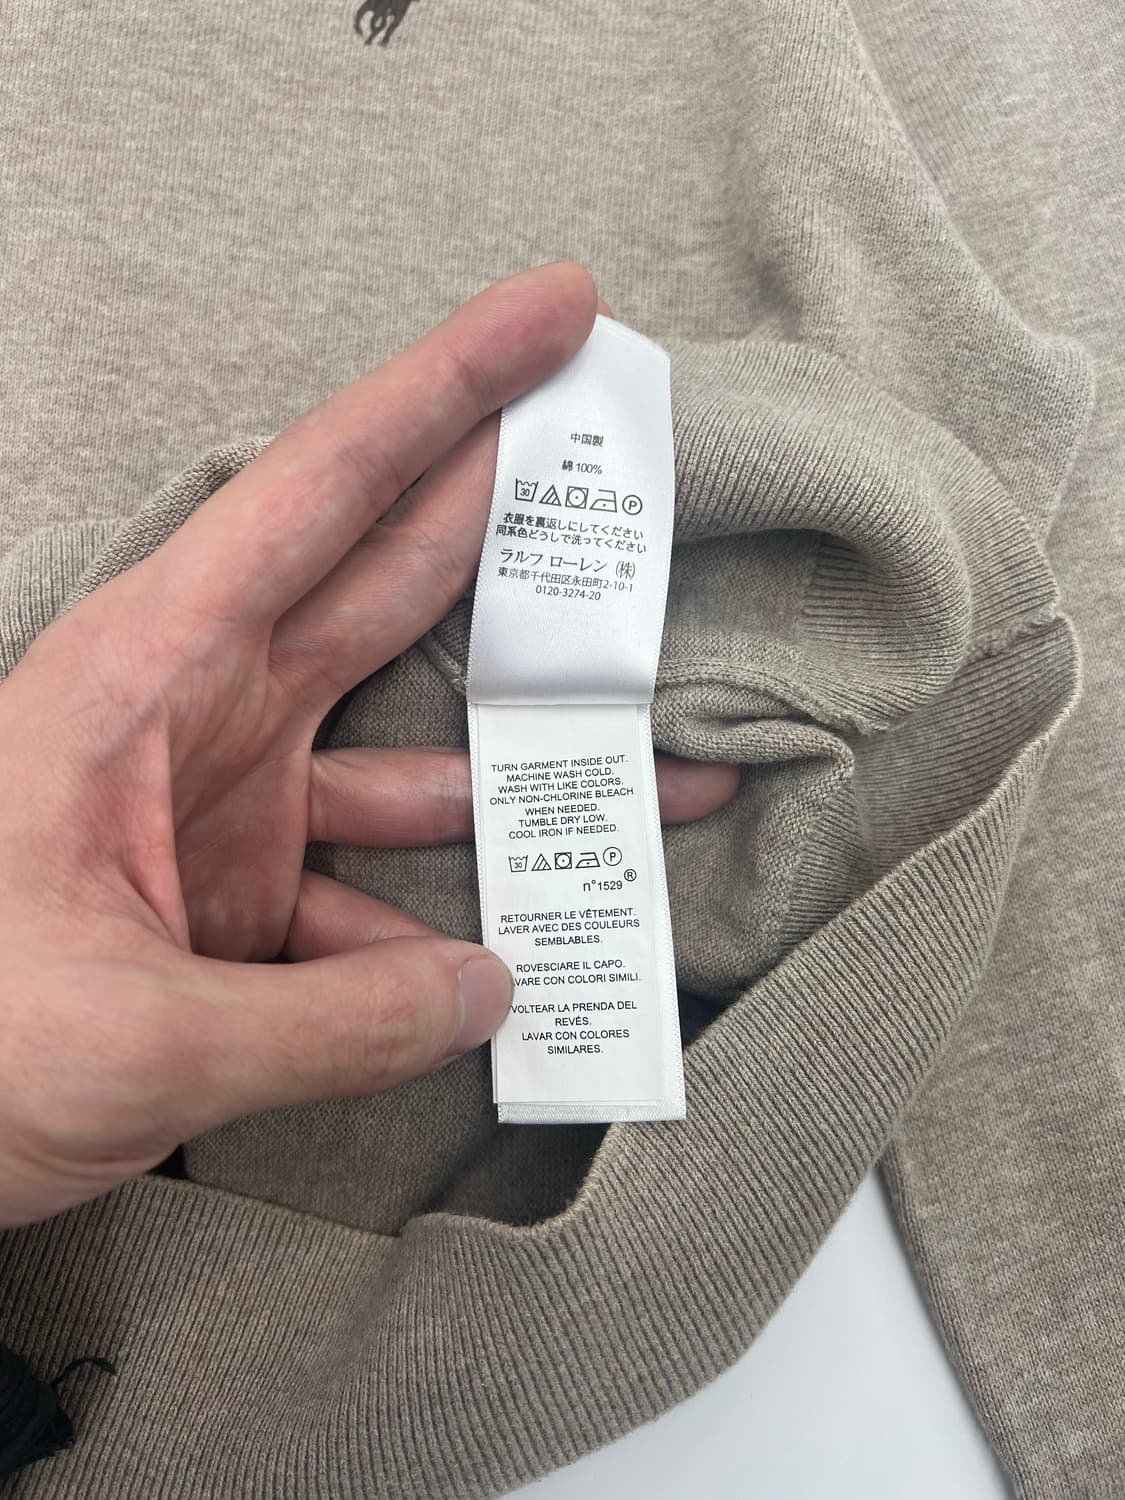 中国製
綿 100%
30 P
衣服を裏返しにしてください
同系色どうしで洗ってください
ラルフ ローレン (株)
東京都千代田区永田町2-10-1
0120-3274-20
TURN GARMENT INSIDE OUT.
MACHINE WASH COLD.
WASH WITH LIKE COLORS.
ONLY NON-CHLORINE BLEACH
WHEN NEEDED.
TUMBLE DRY LOW.
COOL IRON IF NEEDED.
30 P
n°1529 ®
RETOURNER LE VÊTEMENT.
LAVER AVEC DES COULEURS
SEMBLABLES.
ROVESCIARE IL CAPO.
CON COLORI SIMILI.
VOLTEAR LA PRENDA DEL
REVÉS.
LAVAR CON COLORES
SIMILARES.